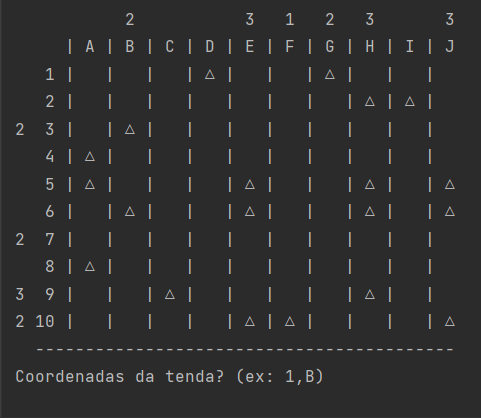 2           3   1   2   3       3
     | A | B | C | D | E | F | G | H | I | J
   1 |   |   |   | △ |   |   | △ |   |   |
   2 |   |   |   |   |   |   |   | △ | △ |
2  3 |   | △ |   |   |   |   |   |   |   |
   4 | △ |   |   |   |   |   |   |   |   |
   5 | △ |   |   |   | △ |   |   | △ |   | △
   6 |   | △ |   |   | △ |   |   | △ |   | △
2  7 |   |   |   |   |   |   |   |   |   |
   8 | △ |   |   |   |   |   |   |   |   |
3  9 |   |   | △ |   |   |   |   | △ |   |
2 10 |   |   |   |   | △ | △ |   |   |   | △
  ------------------------------------------
Coordenadas da tenda? (ex: 1,B)